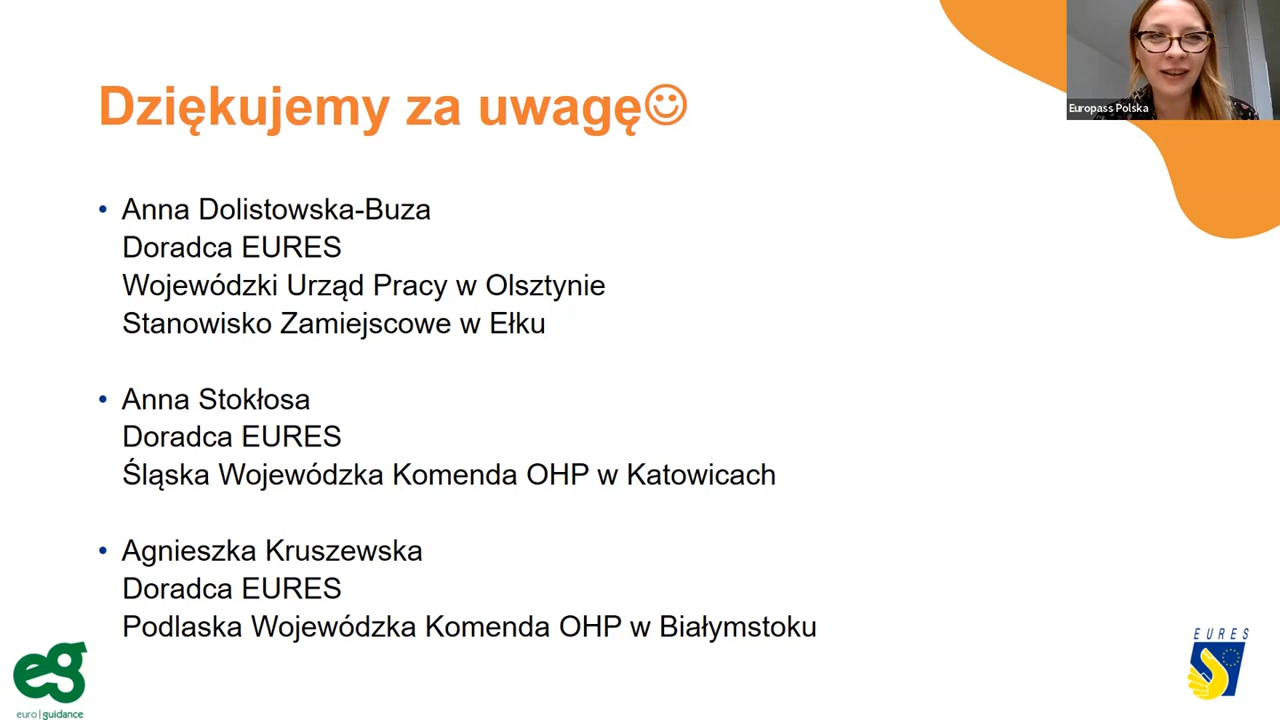 Dziękujemy za uwagę☺
Europass Polska
• Anna Dolistowska-Buza
Doradca EURES
Wojewódzki Urząd Pracy w Olsztynie
Stanowisko Zamiejscowe w Ełku
• Anna Stokłosa
Doradca EURES
Śląska Wojewódzka Komenda OHP w Katowicach
• Agnieszka Kruszewska
Doradca EURES
Podlaska Wojewódzka Komenda OHP w Białymstoku
eg
euro|guidance
EURES